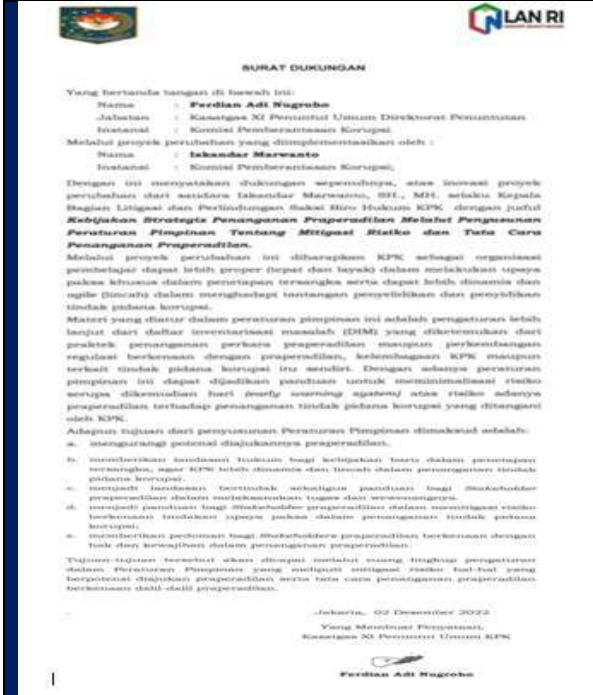 LAN RI
SURAT DUKUNGAN
Yang bertanda tangan di bawah ini:
Nama : Ferdian Adi Nugroho
Jabatan : Kasatgas XI Penuntut Umum Direktorat Penuntutan
Instansi : Komisi Pemberantasan Korupsi
Melalui proyek perubahan yang diimplementasikan oleh :
Nama : Iskandar Marwanto
Instansi : Komisi Pemberantasan Korupsi;
Dengan ini menyatakan dukungan sepenuhnya, atas inovasi proyek
perubahan dari saudara Iskandar Marwanto, SH., MH. selaku Kepala
Bagian Litigasi dan Perlindungan Saksi Biro Hukum KPK dengan judul
Kebijakan Strategis Penanganan Praperadilan Melalui Penyusunan
Peraturan Pimpinan Tentang Mitigasi Risiko dan Tata Cara
Penanganan Praperadilan.
Melalui proyek perubahan ini diharapkan KPK sebagai organisasi
pembelajar dapat lebih proper (tepat dan layak) dalam melakukan upaya
paksa khusus dalam penetapan tersangka serta dapat lebih dinamis dan
agile (lincah) dalam menghadapi tantangan penyelidikan dan penyidikan
tindak pidana korupsi.
Materi yang diatur dalam peraturan pimpinan ini adalah pengaturan lebih
lanjut dari daftar inventarisasi masalah (DIM) yang diketemukan dari
praktek penanganan perkara praperadilan maupun perkembangan
regulasi berkenaan dengan praperadilan, kelembagaan KPK maupun
terkait tindak pidana korupsi itu sendiri. Dengan adanya peraturan
pimpinan ini dapat dijadikan panduan untuk meminimalisasi risiko
serupa dikemudian hari (early warning system) atas risiko adanya
praperadilan terhadap penanganan tindak pidana korupsi yang ditangani
oleh KPK.
Adapun tujuan dari penyusunan Peraturan Pimpinan dimaksud adalah:
a. mengurangi potensi diajukannya praperadilan.
b. memberikan landasan hukum bagi kebijakan baru dalam penetapan
tersangka, agar KPK lebih dinamis dan lincah dalam penanganan tindak
pidana korupsi.
c. menjadi landasan bertindak sekaligus panduan bagi Stakeholder
praperadilan dalam melaksanakan tugas dan wewenangnya.
d. menjadi panduan bagi Stakeholder praperadilan dalam memitigasi risiko
berkenaan tindakan upaya paksa dalam penanganan tindak pidana
korupsi;
e. memberikan pedoman bagi Stakeholders praperadilan berkenaan dengan
hak dan kewajiban dalam penanganan praperadilan.
Tujuan-tujuan tersebut akan dicapai melalui ruang lingkup pengaturan
dalam Peraturan Pimpinan yang meliputi mitigasi risiko hal-hal yang
berpotensi diajukan praperadilan serta tata cara penanganan praperadilan
berkenaan dalil-dalil praperadilan.
Jakarta, 02 Desember 2022
Yang Membuat Pernyataan,
Kasatgas XI Penuntut Umum KPK
Ferdian Adi Nugroho